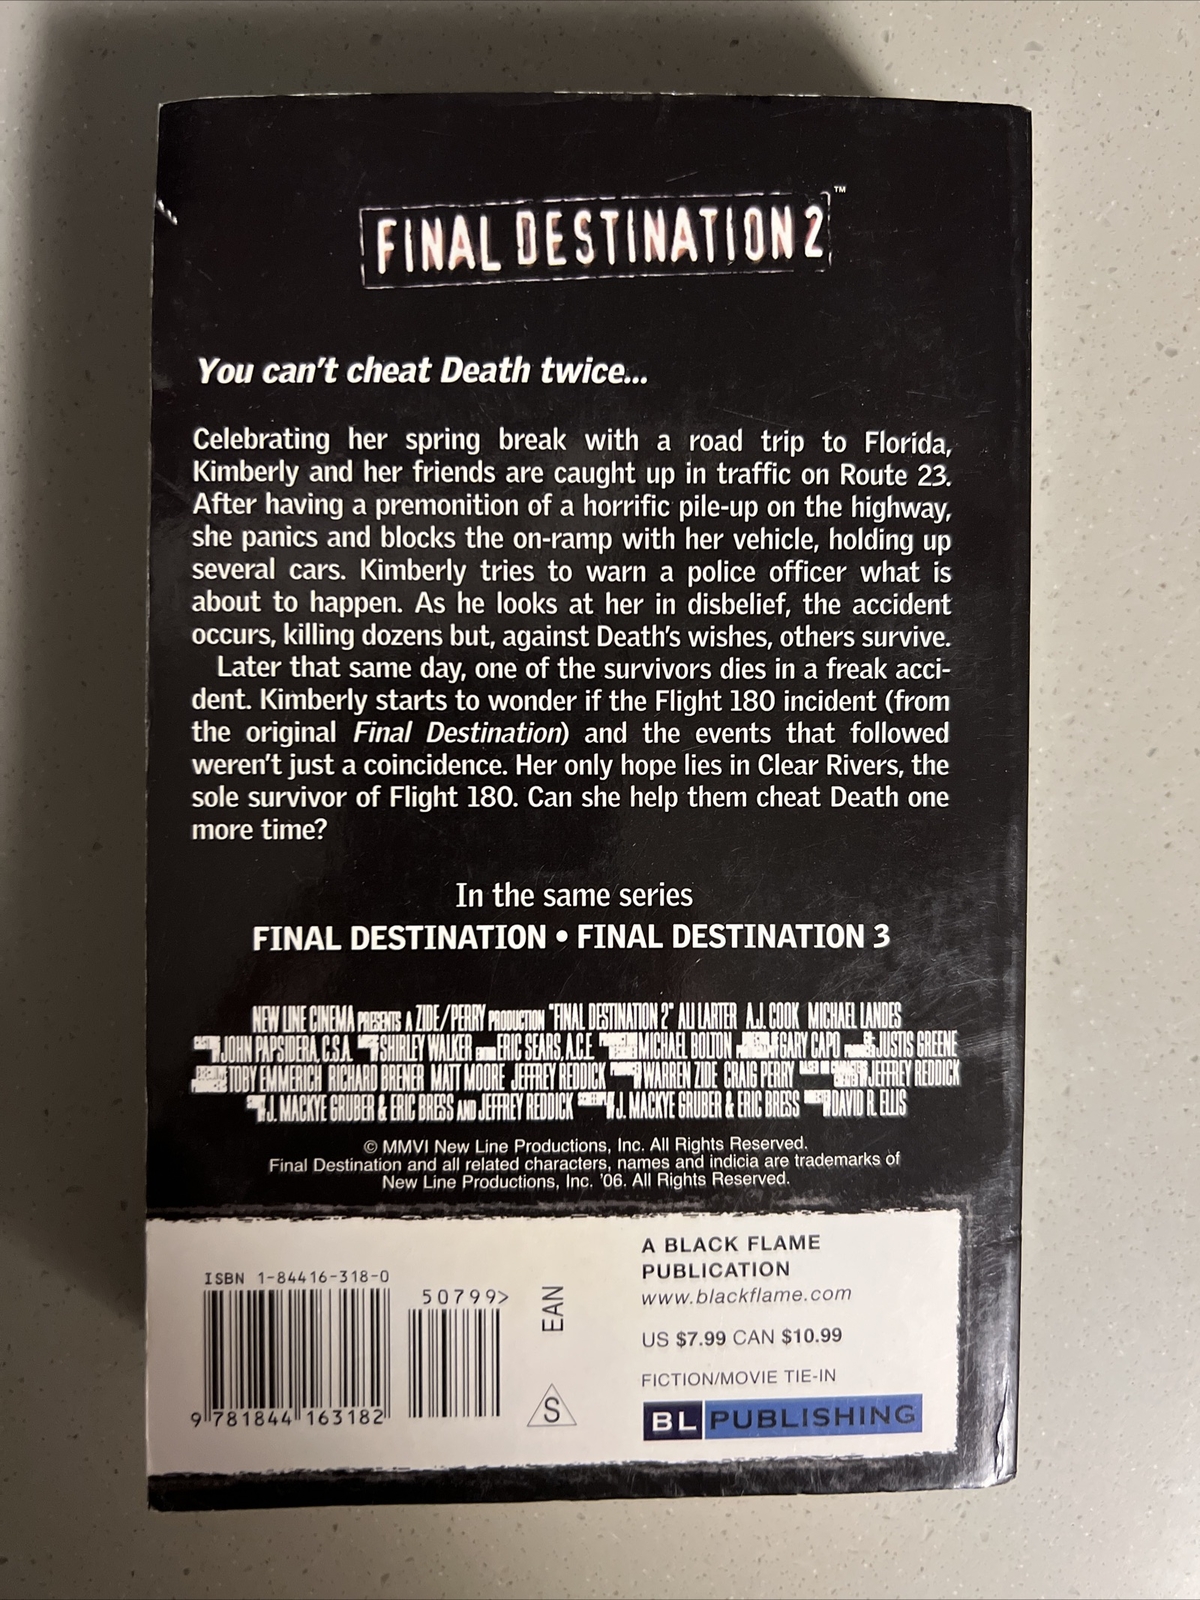 FINAL DESTINATION 2™
You can't cheat Death twice...
Celebrating her spring break with a road trip to Florida,
Kimberly and her friends are caught up in traffic on Route 23.
After having a premonition of a horrific pile-up on the highway,
she panics and blocks the on-ramp with her vehicle, holding up
several cars. Kimberly tries to warn a police officer what is
about to happen. As he looks at her in disbelief, the accident
occurs, killing dozens but, against Death's wishes, others survive.
Later that same day, one of the survivors dies in a freak acci-
dent. Kimberly starts to wonder if the Flight 180 incident (from
the original Final Destination) and the events that followed
weren't just a coincidence. Her only hope lies in Clear Rivers, the
sole survivor of Flight 180. Can she help them cheat Death one
more time?
In the same series
FINAL DESTINATION • FINAL DESTINATION 3
NEW LINE CINEMA PRESENTS A ZIDE/PERRY PRODUCTION "FINAL DESTINATION 2" ALI LARTER A.J. COOK MICHAEL LANDES
JOHN PAPSIDERA, C.S.A. SHIRLEY WALKER ERIC SEARS, A.C.E. MICHAEL BOLTON GARY CAPO JUSTIS GREENE
TOBY EMMERICH RICHARD BRENER MATT MOORE JEFFREY REDDICK WARREN ZIDE CRAIG PERRY JEFFREY REDDICK
J. MACKYE GRUBER & ERIC BRESS AND JEFFREY REDDICK J. MACKYE GRUBER & ERIC BRESS DAVID R. ELLIS
© MMVI New Line Productions, Inc. All Rights Reserved.
Final Destination and all related characters, names and indicia are trademarks of
New Line Productions, Inc. '06. All Rights Reserved.
ISBN 1-84416-318-0
50799>
EAN
9 781844 163182
S
A BLACK FLAME
PUBLICATION
www.blackflame.com
US $7.99 CAN $10.99
FICTION/MOVIE TIE-IN
BL PUBLISHING